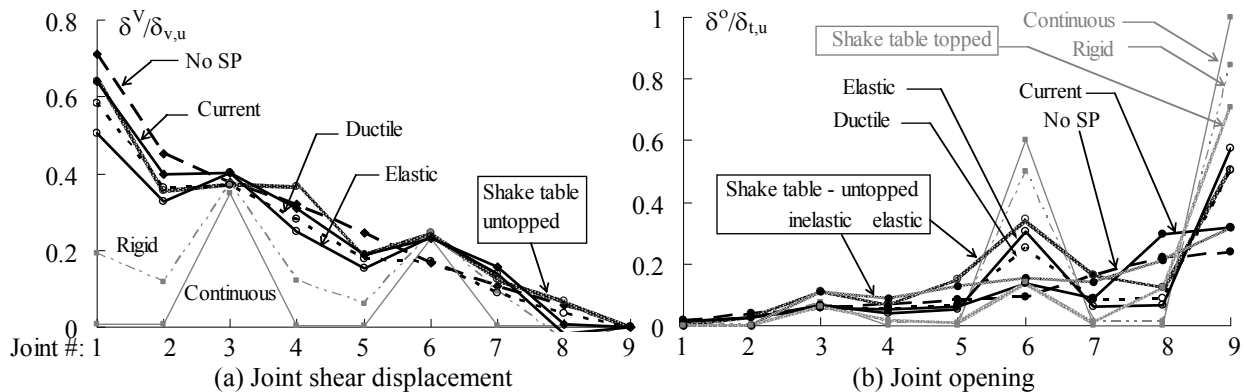 δV/δv,u
0.8
0.6
0.4
0.2
0
No SP
Current
Ductile
Elastic
Shake table
untopped
Rigid
Continuous
Joint #: 1 2 3 4 5 6 7 8 9
(a) Joint shear displacement
δo/δt,u
1
0.8
0.6
0.4
0.2
0
Continuous
Shake table topped
Rigid
Elastic
Current
Ductile
No SP
Shake table - untopped
inelastic elastic
1 2 3 4 5 6 7 8 9
(b) Joint opening